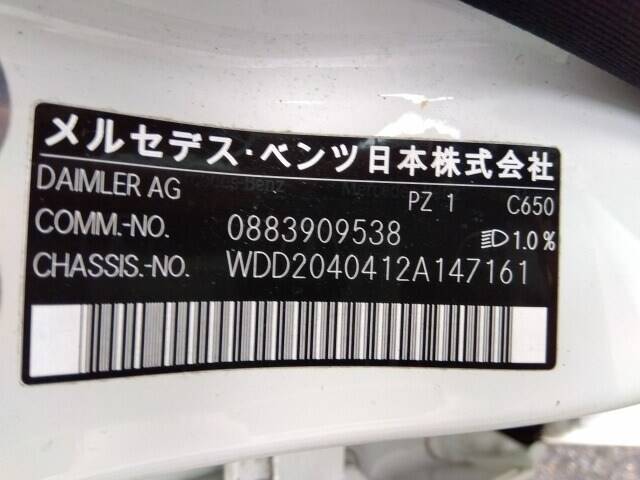 メルセデス・ベンツ日本株式会社
DAIMLER AG PZ 1 C650
COMM.-NO. 0883909538 1.0 %
CHASSIS.-NO. WDD2040412A147161